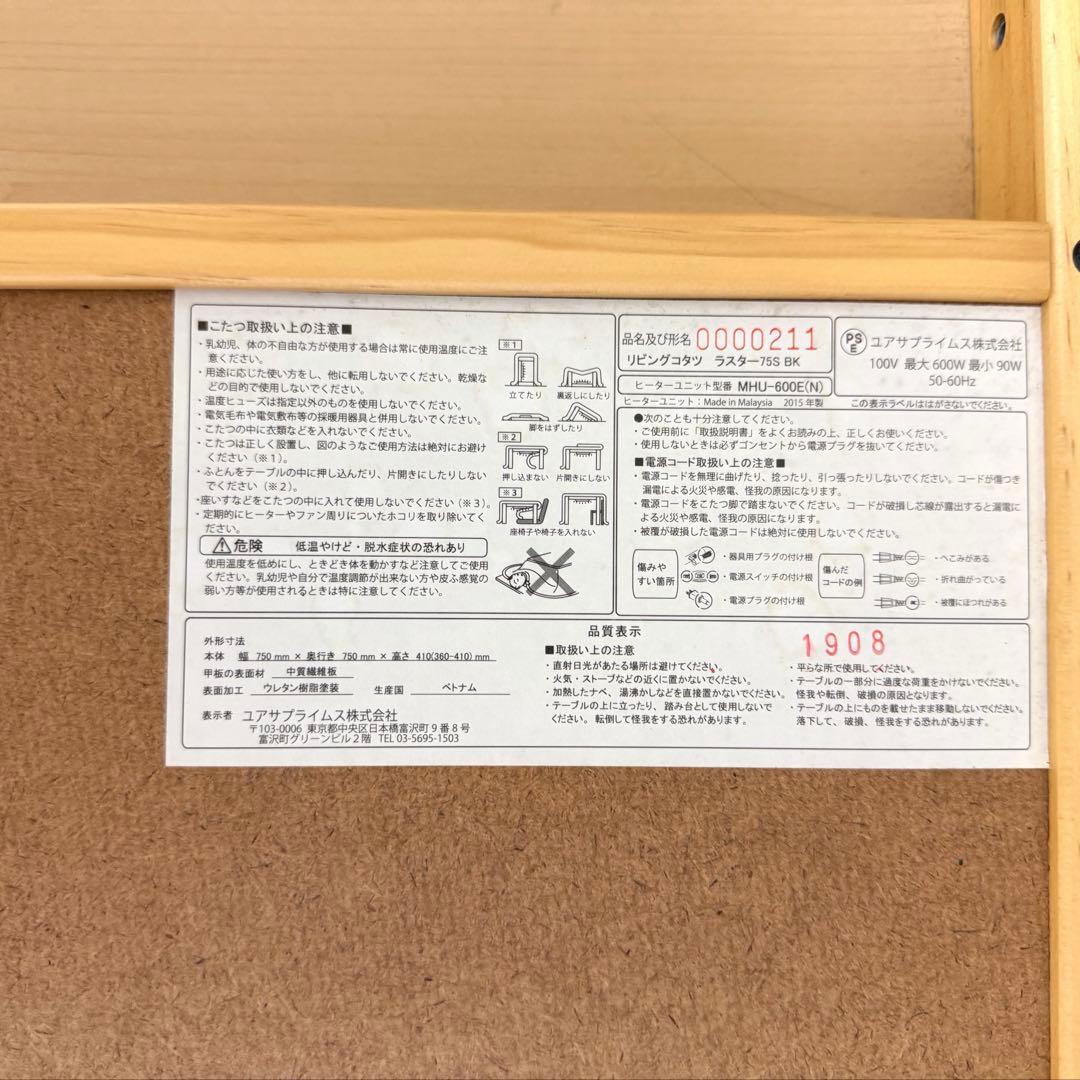 ■こたつ取扱い上の注意■
・乳幼児、体の不自由な方が使用する場合は常に使用温度にご注
意ください。
・用途に応じた使い方をし、他に転用しないでください。乾燥な
どの目的で使用しないでください。
・温度ヒューズは指定以外のものを使用しないでください。
・電気毛布や電気敷布等の採暖用器具と併用しないでください。
・こたつの中に衣類などを入れないでください。
・こたつは正しく設置し、図のようなご使用方法は絶対にお避け
ください（※1）。
・ふとんをテーブルの中に押し込んだり、片開きにしたりしない
でください（※２）。
・座いすなどをこたつの中に入れて使用しないでください（※３）。
・定期的にヒーターやファン周りについたホコリを取り除いてく
ださい。
※1
立てたり 裏返しにしたり
脚をはずしたり
※2
押し込まない 片開きにしない
※3
座椅子や椅子を入れない
危険 低温やけど・脱水症状の恐れあり
使用温度を低めにし、ときどき体を動かすなど注意してご使用
ください。乳幼児や自分で温度調節が出来ない方や皮ふ感覚の
弱い方等が使用されるときは特に注意してください。
品名及び形名 0000211
リビングコタツ ラスター75S BK
ヒーターユニット型番 MHU-600E(N)
ヒーターユニット：Made in Malaysia 2015 年製
PSE ユアサプライムス株式会社
100V 最大 600W 最小 90W
50-60Hz
この表示ラベルははがさないでください。
●次のことも十分注意してください。
・ご使用前に「取扱説明書」をよくお読みの上、正しくお使いください。
・使用しないときは必ずゴンセントから電源プラグを抜いてください。
■電源コード取扱い上の注意■
・電源コードを無理に曲げたり、捻ったり、引っ張ったりしないでください。コードが傷つき
漏電による火災や感電、怪我の原因になります。
・電源コードをこたつ脚で踏まないでください。コードが破損し芯線が露出すると漏電に
よる火災や感電、怪我の原因になります。
・被覆が破損した電源コードは絶対に使用しないでください。
傷みや
すい箇所
・器具用プラグの付け根
・電源スイッチの付け根
・電源プラグの付け根
傷んだ
コードの例
・へこみがある
・折れ曲がっている
・被覆にほつれがある
品質表示
外形寸法
本体 幅 750 mm × 奥行き 750 mm × 高さ 410(360-410) mm
甲板の表面材 中質繊維板
表面加工 ウレタン樹脂塗装 生産国 ベトナム
表示者 ユアサプライムス株式会社
〒103-0006 東京都中央区日本橋富沢町９番８号
富沢町グリーンビル２階 TEL 03-5695-1503
■取扱い上の注意
・直射日光があたる場所は避けてください。
・火気・ストーブなどの近くに置かないでください。
・加熱したナベ、湯沸かしなどを直接置かないでください。
・テーブルの上に立ったり、踏み台として使用しないで
ください。転倒して怪我をする恐れがあります。
1908
・平らな所で使用してください。
・テーブルの一部分に過度な荷重をかけないでください。
怪我や転倒、破損の原因となります。
・テーブルの上にものを載せたまま移動しないでください。
落下して、破損、怪我をする恐れがあります。